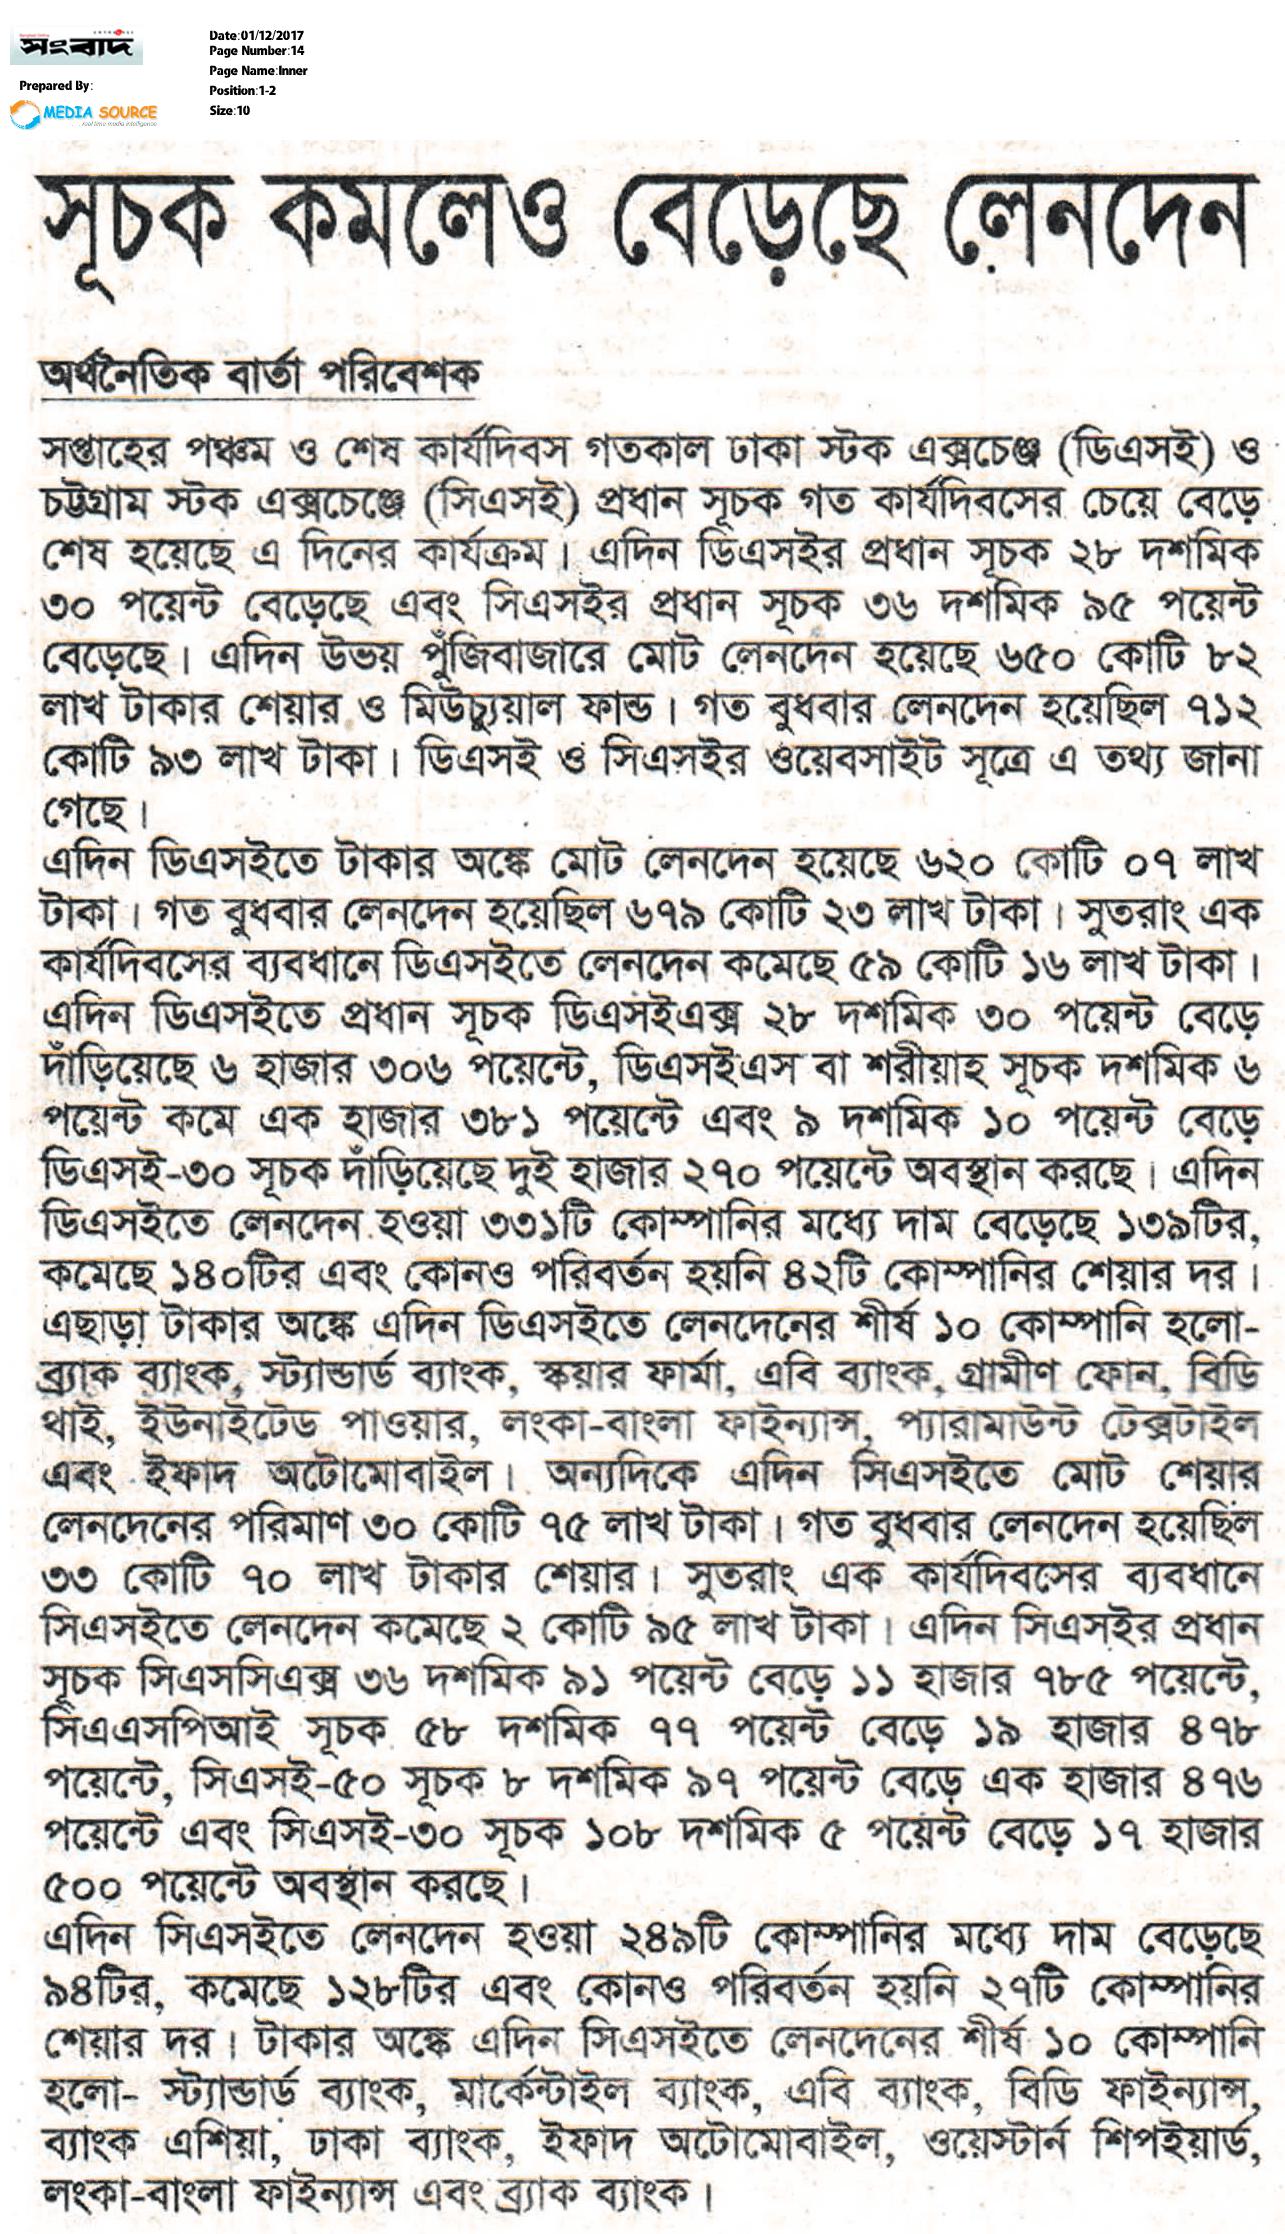 সংবাদ
Date:01/12/2017
Page Number:14
Page Name:Inner
Prepared By:
Position:1-2
MEDIA SOURCE
real time media intelligence
Size:10
সূচক কমলেও বেড়েছে লেনদেন
অর্থনৈতিক বার্তা পরিবেশক
সপ্তাহের পঞ্চম ও শেষ কার্যদিবস গতকাল ঢাকা স্টক এক্সচেঞ্জ (ডিএসই) ও
চট্টগ্রাম স্টক এক্সচেঞ্জে (সিএসই) প্রধান সূচক গত কার্যদিবসের চেয়ে বেড়ে
শেষ হয়েছে এ দিনের কার্যক্রম। এদিন ডিএসইর প্রধান সূচক ২৮ দশমিক
৩০ পয়েন্ট বেড়েছে এবং সিএসইর প্রধান সূচক ৩৬ দশমিক ৯৫ পয়েন্ট
বেড়েছে। এদিন উভয় পুঁজিবাজারে মোট লেনদেন হয়েছে ৬৫০ কোটি ৮২
লাখ টাকার শেয়ার ও মিউচ্যুয়াল ফান্ড। গত বুধবার লেনদেন হয়েছিল ৭১২
কোটি ৯৩ লাখ টাকা। ডিএসই ও সিএসইর ওয়েবসাইট সূত্রে এ তথ্য জানা
গেছে।
এদিন ডিএসইতে টাকার অঙ্কে মোট লেনদেন হয়েছে ৬২০ কোটি ০৭ লাখ
টাকা। গত বুধবার লেনদেন হয়েছিল ৬৭৯ কোটি ২৩ লাখ টাকা। সুতরাং এক
কার্যদিবসের ব্যবধানে ডিএসইতে লেনদেন কমেছে ৫৯ কোটি ১৬ লাখ টাকা।
এদিন ডিএসইতে প্রধান সূচক ডিএসইএক্স ২৮ দশমিক ৩০ পয়েন্ট বেড়ে
দাঁড়িয়েছে ৬ হাজার ৩০৬ পয়েন্টে, ডিএসইএস বা শরীয়াহ সূচক দশমিক ৬
পয়েন্ট কমে এক হাজার ৩৮১ পয়েন্টে এবং ৯ দশমিক ১০ পয়েন্ট বেড়ে
ডিএসই-৩০ সূচক দাঁড়িয়েছে দুই হাজার ২৭০ পয়েন্টে অবস্থান করছে। এদিন
ডিএসইতে লেনদেন হওয়া ৩৩১টি কোম্পানির মধ্যে দাম বেড়েছে ১৩৯টির,
কমেছে ১৪০টির এবং কোনও পরিবর্তন হয়নি ৪২টি কোম্পানির শেয়ার দর।
এছাড়া টাকার অঙ্কে এদিন ডিএসইতে লেনদেনের শীর্ষ ১০ কোম্পানি হলো-
ব্র্যাক ব্যাংক, স্ট্যান্ডার্ড ব্যাংক, স্কয়ার ফার্মা, এবি ব্যাংক, গ্রামীণ ফোন, বিডি
থাই, ইউনাইটেড পাওয়ার, লংকা-বাংলা ফাইন্যান্স, প্যারামাউন্ট টেক্সটাইল
এবং ইফাদ অটোমোবাইল। অন্যদিকে এদিন সিএসইতে মোট শেয়ার
লেনদেনের পরিমাণ ৩০ কোটি ৭৫ লাখ টাকা। গত বুধবার লেনদেন হয়েছিল
৩৩ কোটি ৭০ লাখ টাকার শেয়ার। সুতরাং এক কার্যদিবসের ব্যবধানে
সিএসইতে লেনদেন কমেছে ২ কোটি ৯৫ লাখ টাকা। এদিন সিএসইর প্রধান
সূচক সিএসসিএক্স ৩৬ দশমিক ৯১ পয়েন্ট বেড়ে ১১ হাজার ৭৮৫ পয়েন্টে,
সিএএসপিআই সূচক ৫৮ দশমিক ৭৭ পয়েন্ট বেড়ে ১৯ হাজার ৪৭৮
পয়েন্টে, সিএসই-৫০ সূচক ৮ দশমিক ৯৭ পয়েন্ট বেড়ে এক হাজার ৪৭৬
পয়েন্টে এবং সিএসই-৩০ সূচক ১০৮ দশমিক ৫ পয়েন্ট বেড়ে ১৭ হাজার
৫০০ পয়েন্টে অবস্থান করছে।
এদিন সিএসইতে লেনদেন হওয়া ২৪৯টি কোম্পানির মধ্যে দাম বেড়েছে
৯৪টির, কমেছে ১২৮টির এবং কোনও পরিবর্তন হয়নি ২৭টি কোম্পানির
শেয়ার দর। টাকার অঙ্কে এদিন সিএসইতে লেনদেনের শীর্ষ ১০ কোম্পানি
হলো- স্ট্যান্ডার্ড ব্যাংক, মার্কেন্টাইল ব্যাংক, এবি ব্যাংক, বিডি ফাইন্যান্স,
ব্যাংক এশিয়া, ঢাকা ব্যাংক, ইফাদ অটোমোবাইল, ওয়েস্টার্ন শিপইয়ার্ড,
লংকা-বাংলা ফাইন্যান্স এবং ব্র্যাক ব্যাংক।